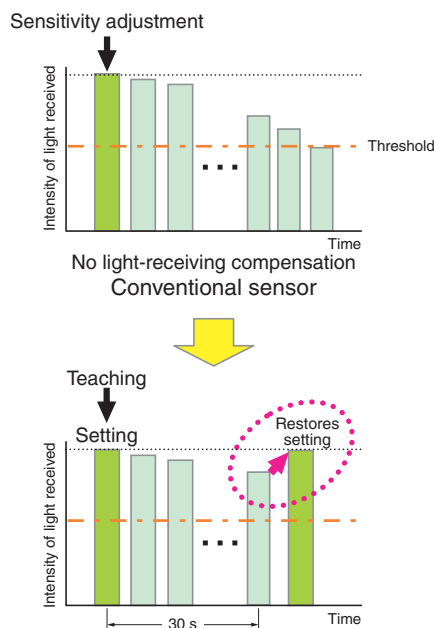 Sensitivity adjustment
Intensity of light received
Threshold
Time
No light-receiving compensation
Conventional sensor
Teaching
Setting
Restores
setting
Intensity of light received
30 s
Time